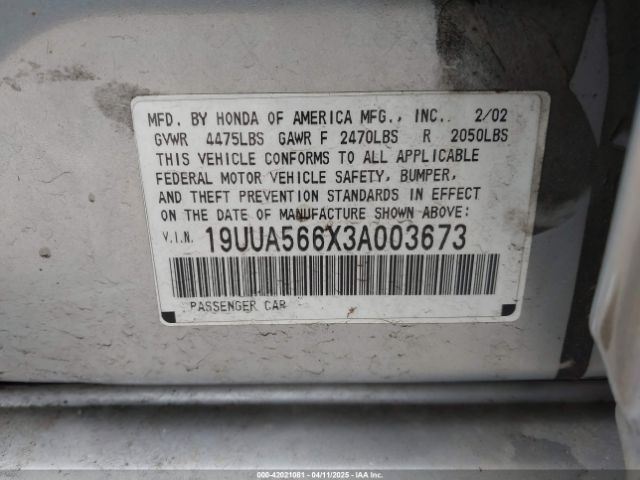 MFD. BY HONDA OF AMERICA MFG., INC.. 2/02
GVWR 4475LBS GAWR F 2470LBS R 2050LBS
THIS VEHICLE CONFORMS TO ALL APPLICABLE
FEDERAL MOTOR VEHICLE SAFETY, BUMPER,
AND THEFT PREVENTION STANDARDS IN EFFECT
ON THE DATE OF MANUFACTURE SHOWN ABOVE:
V.I.N. 19UUA566X3A003673
PASSENGER CAR
000-42021081 - 04/11/2025 - IAAI.COM